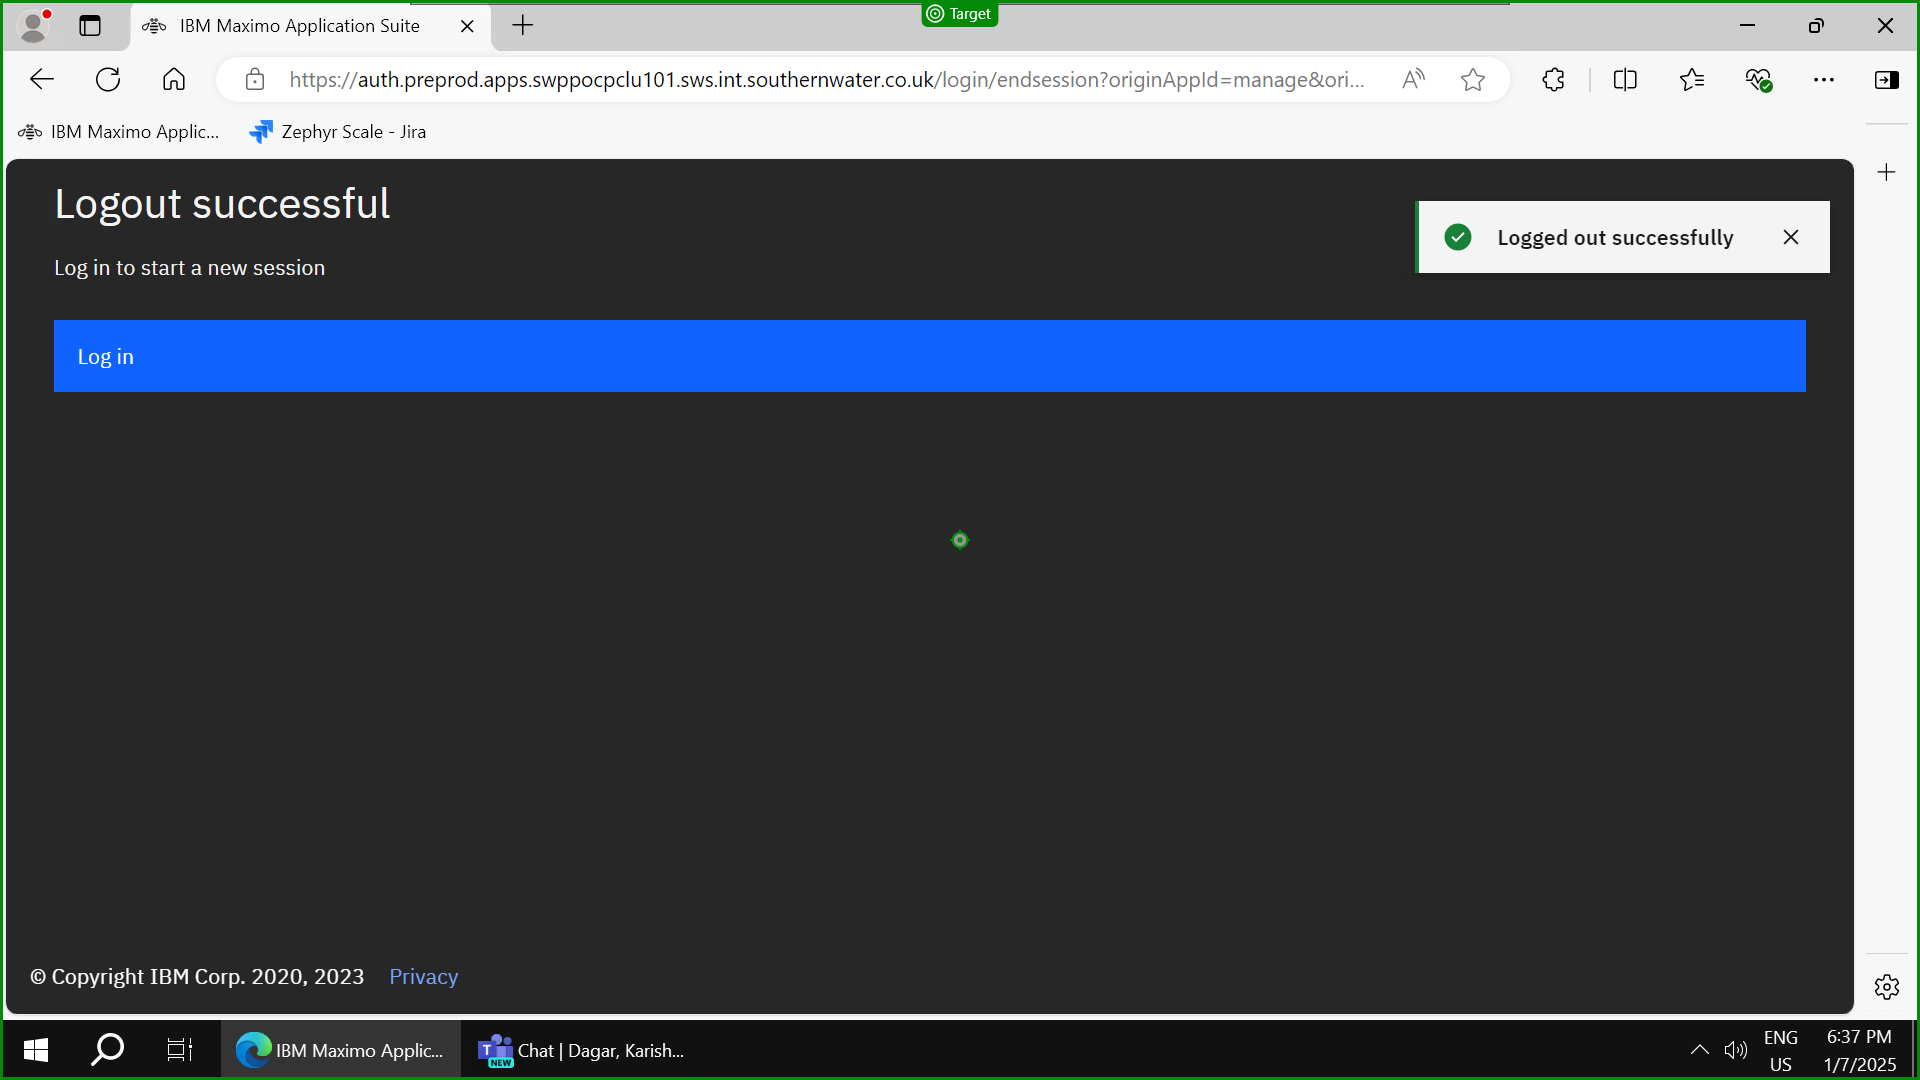 IBM Maximo Application Suite
Target
https://auth.preprod.apps.swppocpclu101.sws.int.southernwater.co.uk/login/endsession?originAppId=manage&ori...
IBM Maximo Applic...
Zephyr Scale - Jira
Logout successful
Logged out successfully
Log in to start a new session
Log in
© Copyright IBM Corp. 2020, 2023 Privacy
IBM Maximo Applic...
T NEW
Chat | Dagar, Karish...
ENG
US
6:37 PM
1/7/2025